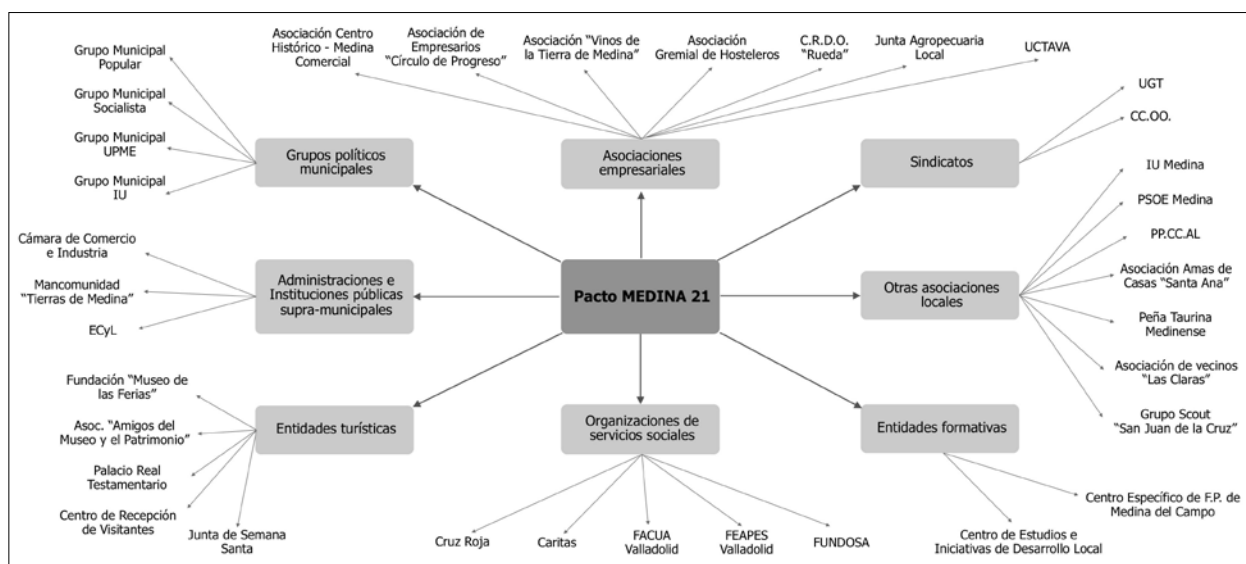 Grupo Municipal
Popular
Grupo Municipal
Socialista
Grupo Municipal
UPME
Grupo Municipal
IU
Grupos políticos
municipales
Asociación Centro
Histórico - Medina
Comercial
Asociación de
Empresarios
“Círculo de Progreso”
Asociación “Vinos de
la Tierra de Medina”
Asociación
Gremial de Hosteleros
C.R.D.O.
“Rueda”
Junta Agropecuaria
Local
UCTAVA
Asociaciones
empresariales
UGT
CC.OO.
Sindicatos
Cámara de Comercio
e Industria
Mancomunidad
“Tierras de Medina”
ECyL
Administraciones e
Instituciones públicas
supra-municipales
Pacto MEDINA 21
Otras asociaciones
locales
IU Medina
PSOE Medina
PP.CC.AL
Asociación Amas de
Casas “Santa Ana”
Peña Taurina
Medinense
Asociación de vecinos
“Las Claras”
Grupo Scout
“San Juan de la Cruz”
Fundación “Museo de
las Ferias”
Asoc. “Amigos del
Museo y el Patrimonio”
Palacio Real
Testamentario
Centro de Recepción
de Visitantes
Junta de Semana
Santa
Entidades turísticas
Organizaciones de
servicios sociales
Cruz Roja
Caritas
FACUA
Valladolid
FEAPES
Valladolid
FUNDOSA
Entidades formativas
Centro Específico de F.P. de
Medina del Campo
Centro de Estudios e
Iniciativas de Desarrollo Local